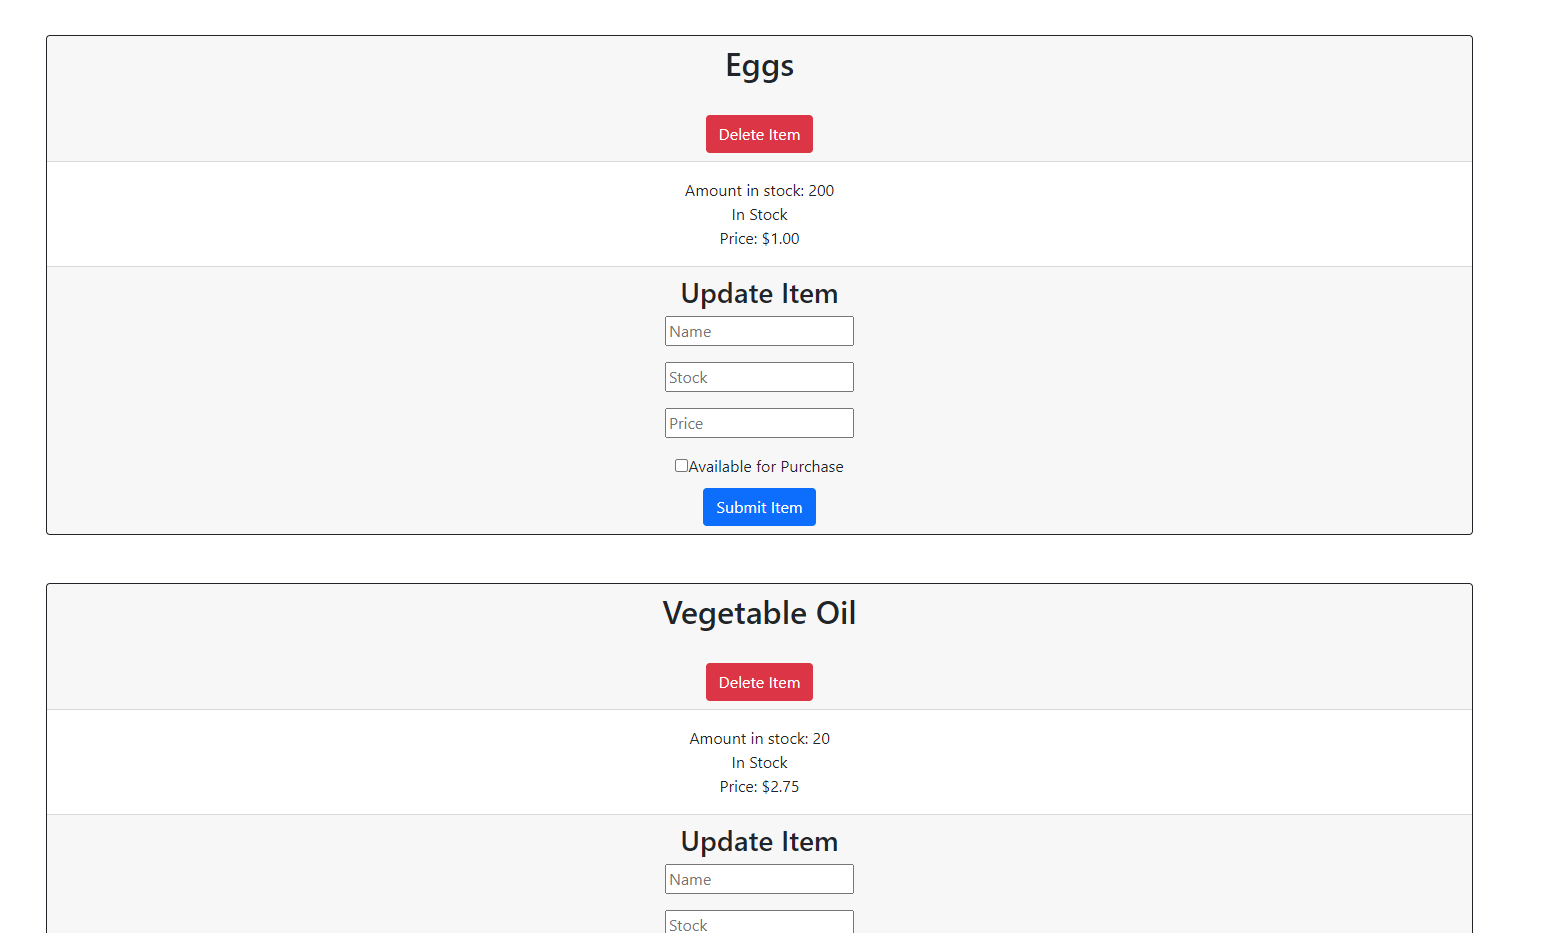 Eggs
Delete Item
Amount in stock: 200
In Stock
Price: $1.00
Update Item
Name
Stock
Price
Available for Purchase
Submit Item
Vegetable Oil
Delete Item
Amount in stock: 20
In Stock
Price: $2.75
Update Item
Name
Stock